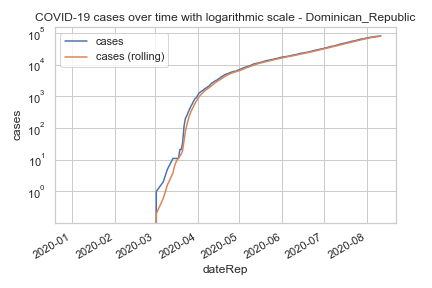 COVID-19 cases over time with logarithmic scale - Dominican_Republic
cases
cases (rolling)
10^5
10^4
10^3
10^2
10^1
10^0
cases
2020-01
2020-02
2020-03
2020-04
2020-05
2020-06
2020-07
2020-08
dateRep